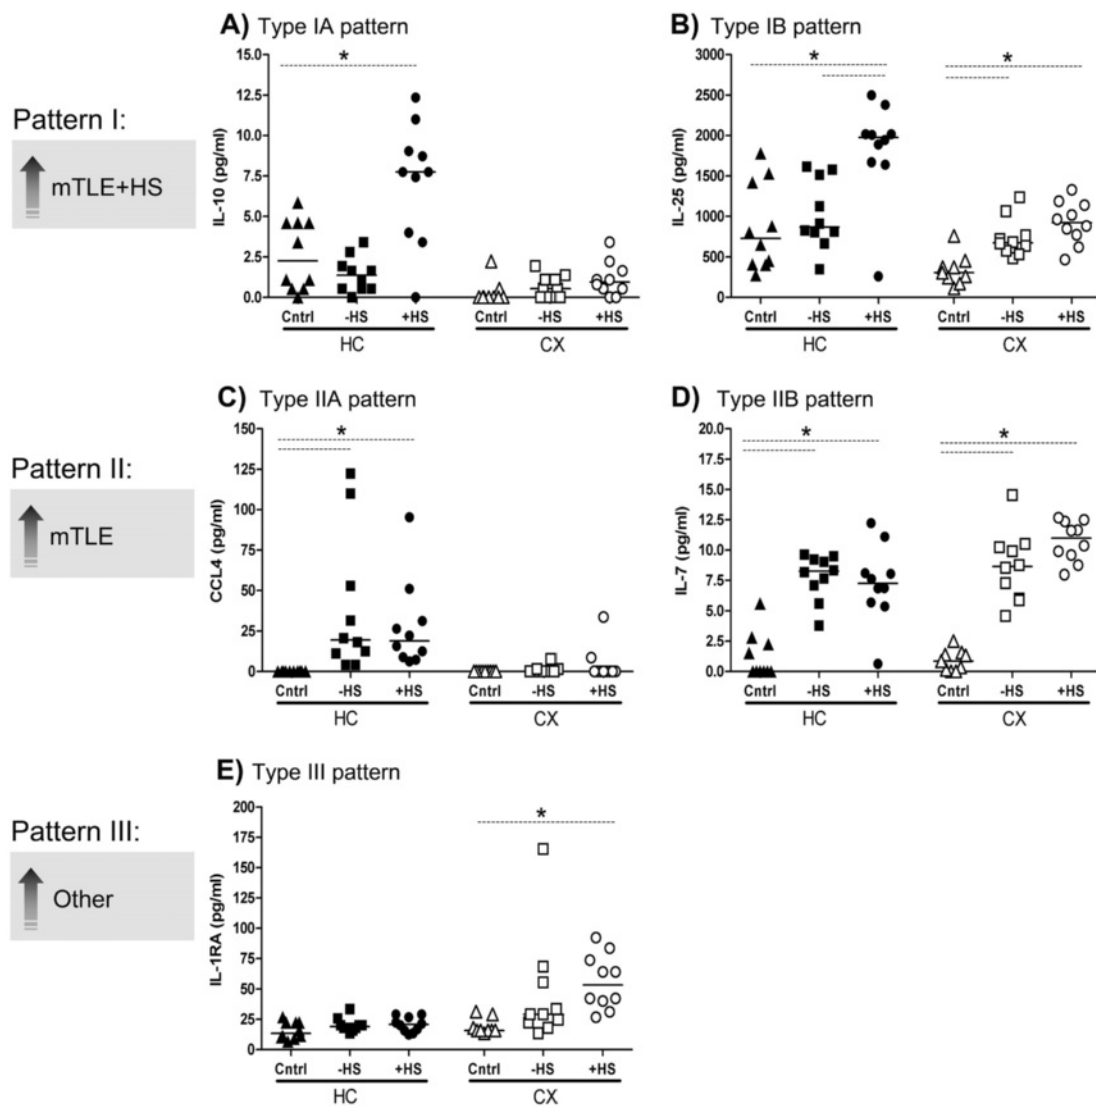 A) Type IA pattern
B) Type IB pattern
Pattern I:
mTLE+HS
IL-10 (pg/ml)
15.0
12.5
10.0
7.5
5.0
2.5
0.0
*
Cntrl -HS +HS Cntrl -HS +HS
HC CX
IL-25 (pg/ml)
3000
2500
2000
1500
1000
500
0
* *
Cntrl -HS +HS Cntrl -HS +HS
HC CX
C) Type IIA pattern
D) Type IIB pattern
Pattern II:
mTLE
CCL4 (pg/ml)
150
125
100
75
50
25
0
*
Cntrl -HS +HS Cntrl -HS +HS
HC CX
IL-7 (pg/ml)
20.0
17.5
15.0
12.5
10.0
7.5
5.0
2.5
0.0
* *
Cntrl -HS +HS Cntrl -HS +HS
HC CX
E) Type III pattern
Pattern III:
Other
IL-1RA (pg/ml)
200
175
150
125
100
75
50
25
0
*
Cntrl -HS +HS Cntrl -HS +HS
HC CX